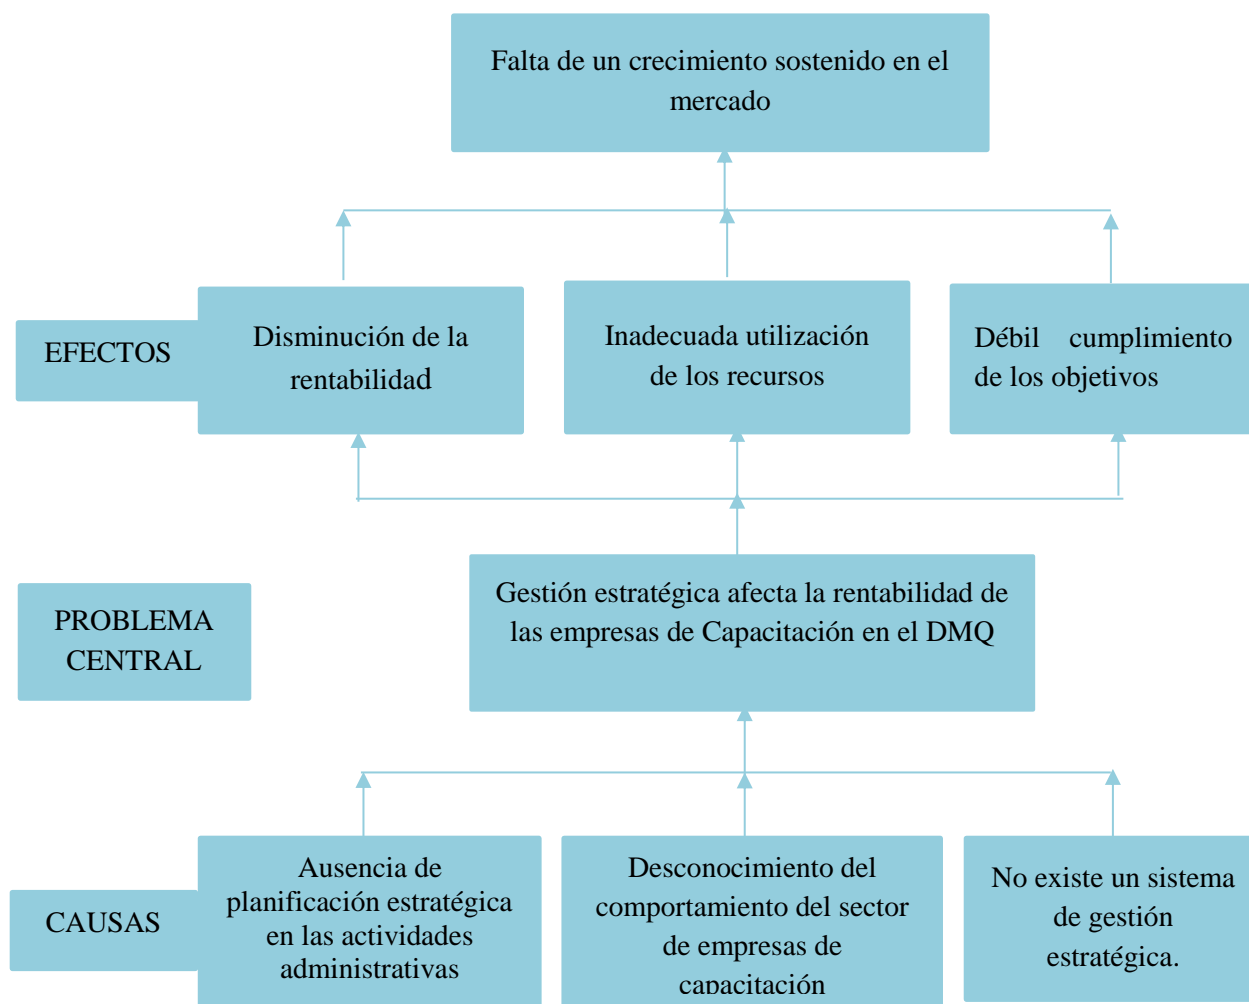 Falta de un crecimiento sostenido en el
mercado
EFECTOS
Disminución de la
rentabilidad
Inadecuada utilización
de los recursos
Débil cumplimiento
de los objetivos
PROBLEMA
CENTRAL
Gestión estratégica afecta la rentabilidad de
las empresas de Capacitación en el DMQ
CAUSAS
Ausencia de
planificación estratégica
en las actividades
administrativas
Desconocimiento del
comportamiento del sector
de empresas de
capacitación
No existe un sistema
de gestión
estratégica.